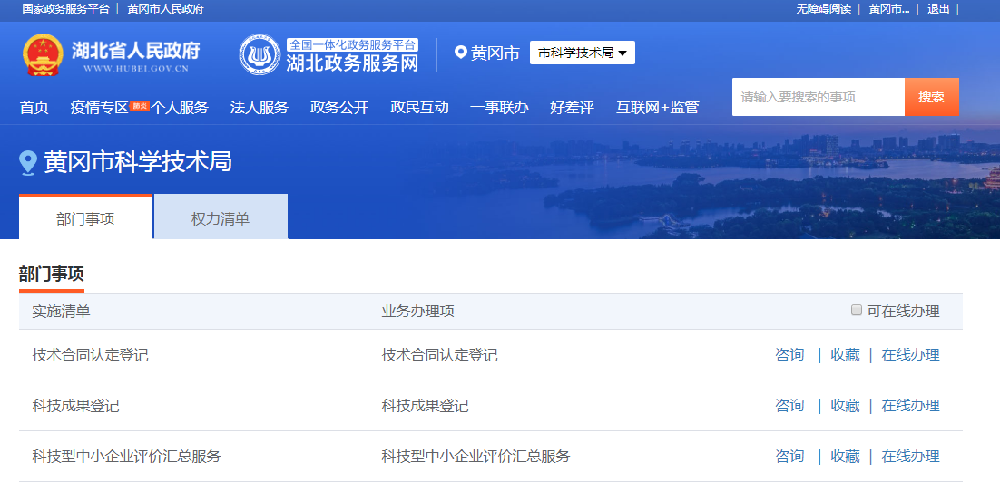 国家政务服务平台 | 黄冈市人民政府 无障碍阅读 | 黄冈市... | 退出 |
湖北省人民政府
WWW.HUBEI.GOV.CN
全国一体化政务服务平台
湖北政务服务网
黄冈市 市科学技术局
首页 疫情专区 肺炎 个人服务 法人服务 政务公开 政民互动 一事联办 好差评 互联网+监管
请输入要搜索的事项 搜索
黄冈市科学技术局
部门事项 权力清单
部门事项
实施清单 业务办理项 可在线办理
技术合同认定登记 技术合同认定登记 咨询 | 收藏 | 在线办理
科技成果登记 科技成果登记 咨询 | 收藏 | 在线办理
科技型中小企业评价汇总服务 科技型中小企业评价汇总服务 咨询 | 收藏 | 在线办理